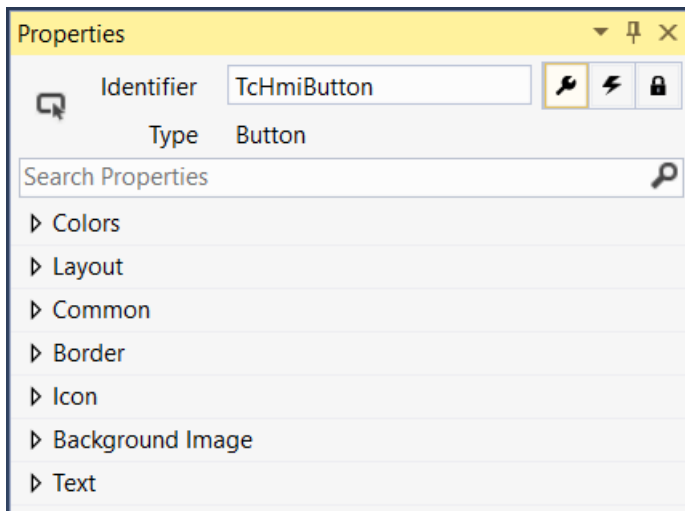 Properties
Identifier TcHmiButton
Type Button
Search Properties
Colors
Layout
Common
Border
Icon
Background Image
Text